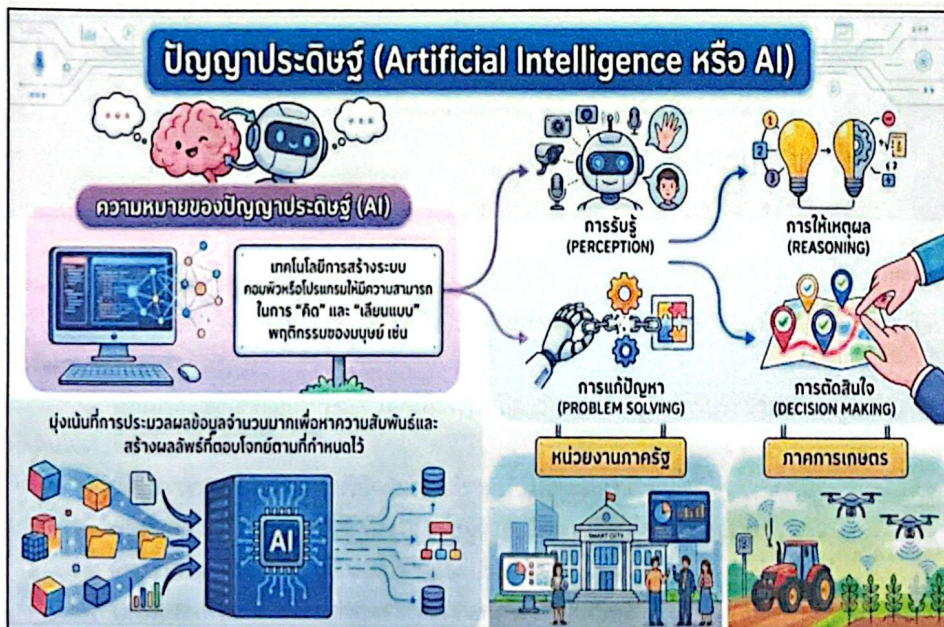 ปัญญาประดิษฐ์ (Artificial Intelligence หรือ AI)
ความหมายของปัญญาประดิษฐ์ (AI)
เทคโนโลยีการสร้างระบบ
คอมพิวหรือโปรแกรมให้มีความสามารถ
ในการ "คิด" และ "เลียนแบบ"
พฤติกรรมของมนุษย์ เช่น
การรับรู้
(PERCEPTION)
การให้เหตุผล
(REASONING)
การแก้ปัญหา
(PROBLEM SOLVING)
การตัดสินใจ
(DECISION MAKING)
มุ่งเน้นที่การประมวลผลข้อมูลจำนวนมากเพื่อหาความสัมพันธ์และ
สร้างผลลัพธ์ที่ตอบโจทย์ตามที่กำหนดไว้
AI
หน่วยงานภาครัฐ
SMART CITY
ภาคการเกษตร
1
2
3